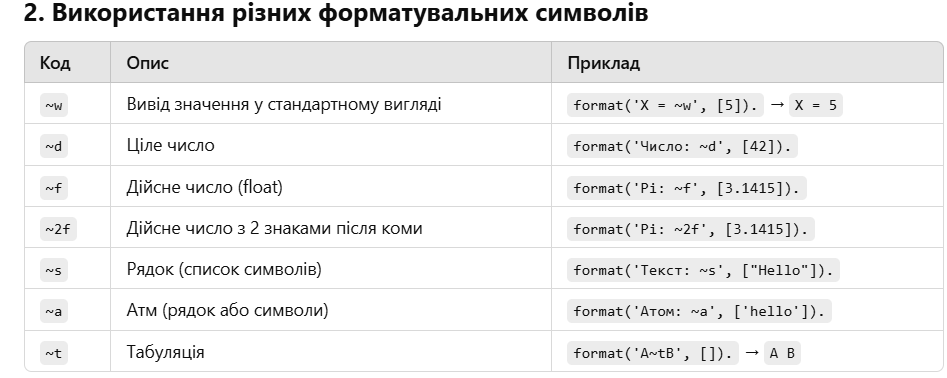 2. Використання різних форматувальних символів
Код Опис Приклад
~w Вивід значення у стандартному вигляді format('X = ~w', [5]). → X = 5
~d Ціле число format('Число: ~d', [42]).
~f Дійсне число (float) format('Pi: ~f', [3.1415]).
~2f Дійсне число з 2 знаками після коми format('Pi: ~2f', [3.1415]).
~s Рядок (список символів) format('Текст: ~s', ["Hello"]).
~a Атм (рядок або символи) format('Атом: ~a', ['hello']).
~t Табуляція format('A~tB', []). → A B